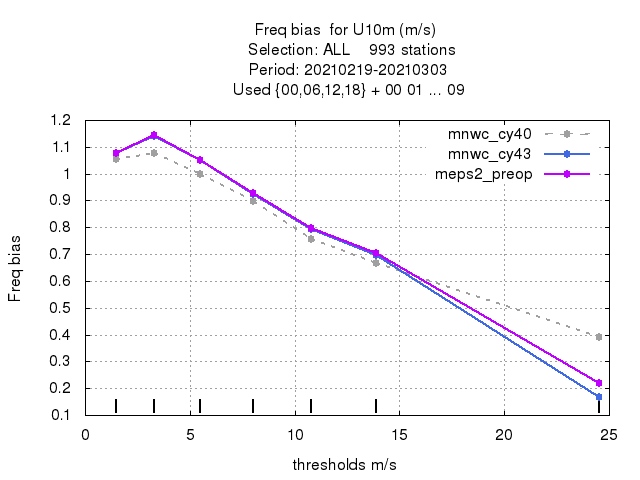 Freq bias  for U10m (m/s)
Selection: ALL    993 stations
Period: 20210219-20210303
Used {00,06,12,18} + 00 01 ... 09
mnwc_cy40
mnwc_cy43
meps2_preop
Freq bias
1.2
1.1
1
0.9
0.8
0.7
0.6
0.5
0.4
0.3
0.2
0.1
0 5 10 15 20 25
thresholds m/s